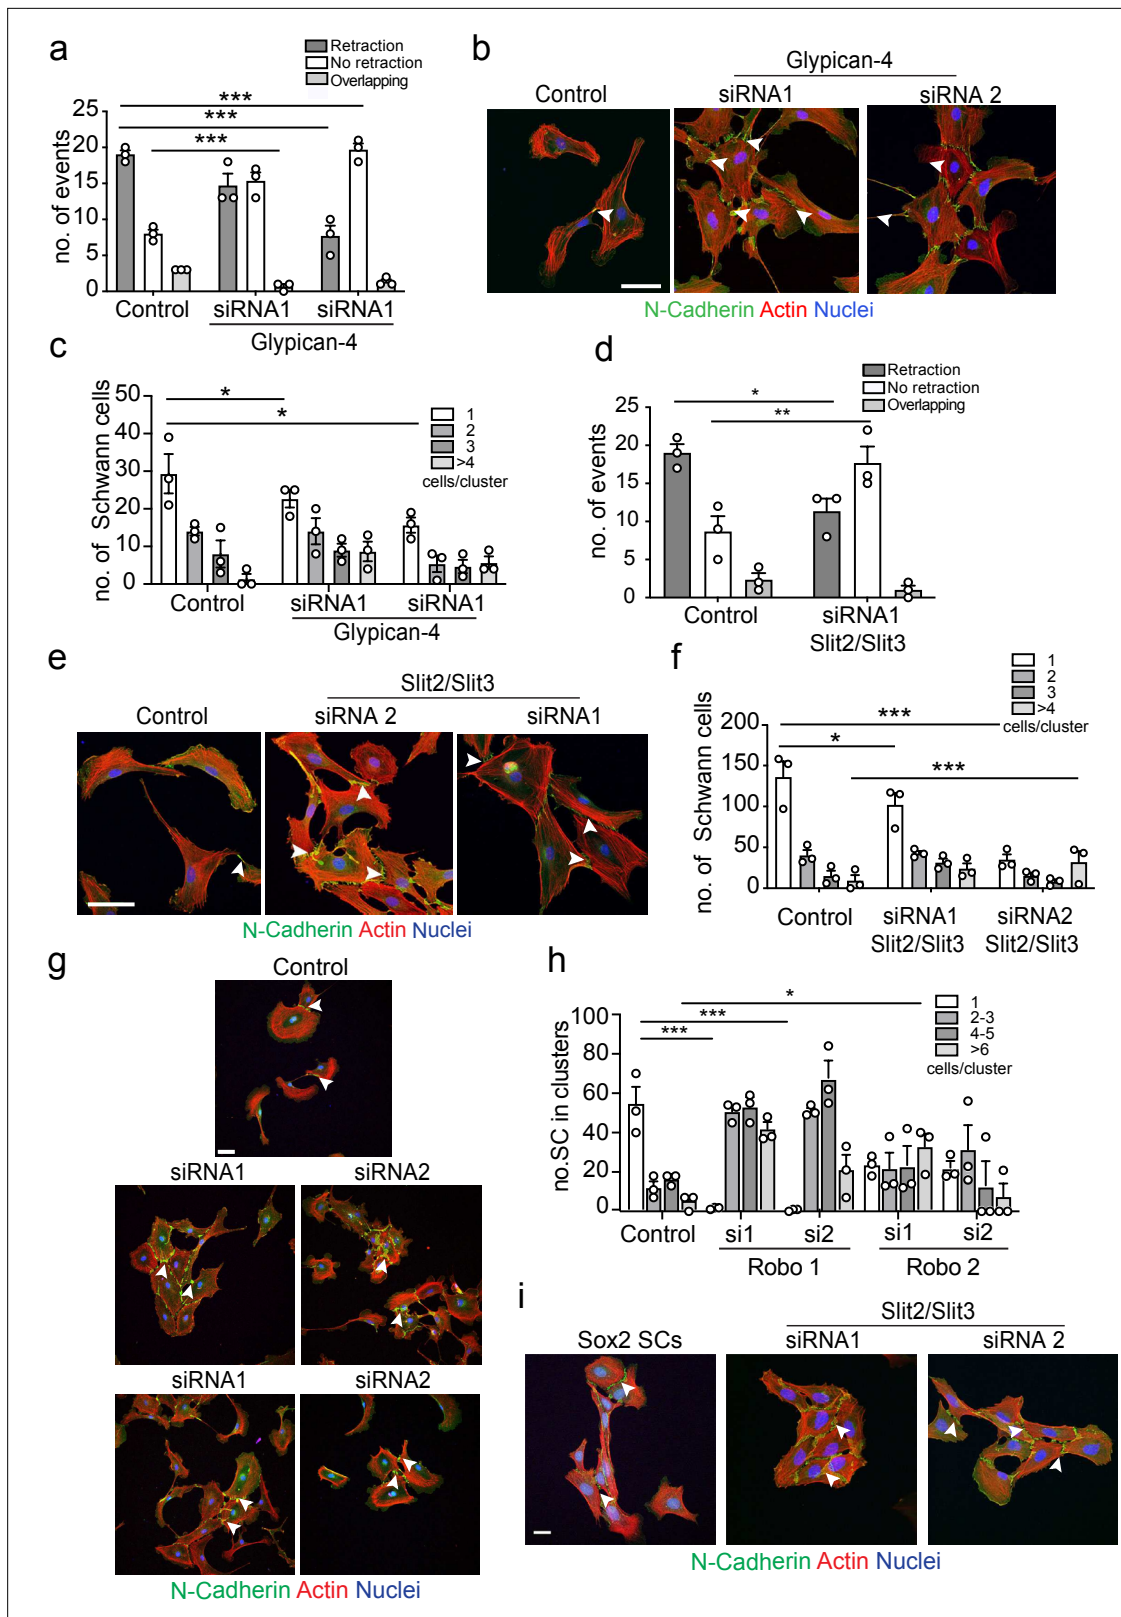 a
Retraction
No retraction
Overlapping
***
***
***
25
20
15
10
5
0
no. of events
Control
siRNA1
siRNA1
Glypican-4
b
Glypican-4
Control
siRNA1
siRNA 2
N-Cadherin Actin Nuclei
c
50
40
30
20
10
0
no. of Schwann cells
*
*
1
2
3
>4
cells/cluster
Control
siRNA1
siRNA1
Glypican-4
d
Retraction
No retraction
Overlapping
*
**
25
20
15
10
5
0
no. of events
Control
siRNA1
Slit2/Slit3
e
Slit2/Slit3
Control
siRNA 2
siRNA1
N-Cadherin Actin Nuclei
f
1
2
3
>4
cells/cluster
***
*
***
200
150
100
50
0
no. of Schwann cells
Control
siRNA1
Slit2/Slit3
siRNA2
Slit2/Slit3
g
Control
siRNA1
siRNA2
siRNA1
siRNA2
N-Cadherin Actin Nuclei
h
*
***
***
1
2-3
4-5
>6
cells/cluster
100
80
60
40
20
0
no.SC in clusters
Control
si1
si2
si1
si2
Robo 1
Robo 2
i
Slit2/Slit3
Sox2 SCs
siRNA1
siRNA 2
N-Cadherin Actin Nuclei